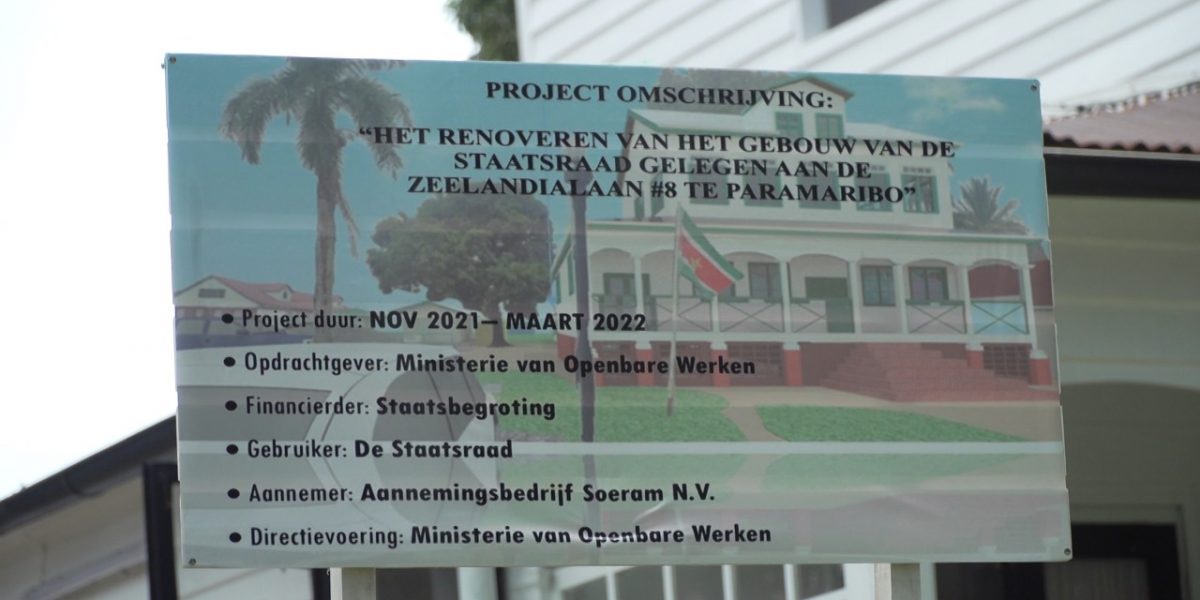 PROJECT OMSCHRIJVING:
“HET RENOVEREN VAN HET GEBOUW VAN DE
STAATSRAAD GELEGEN AAN DE
ZEELANDIALAAN #8 TE PARAMARIBO”
• Project duur: NOV 2021– MAART 2022
• Opdrachtgever: Ministerie van Openbare Werken
• Financierder: Staatsbegroting
• Gebruiker: De Staatsraad
• Aannemer: Aannemingsbedrijf Soeram N.V.
• Directievoering: Ministerie van Openbare Werken